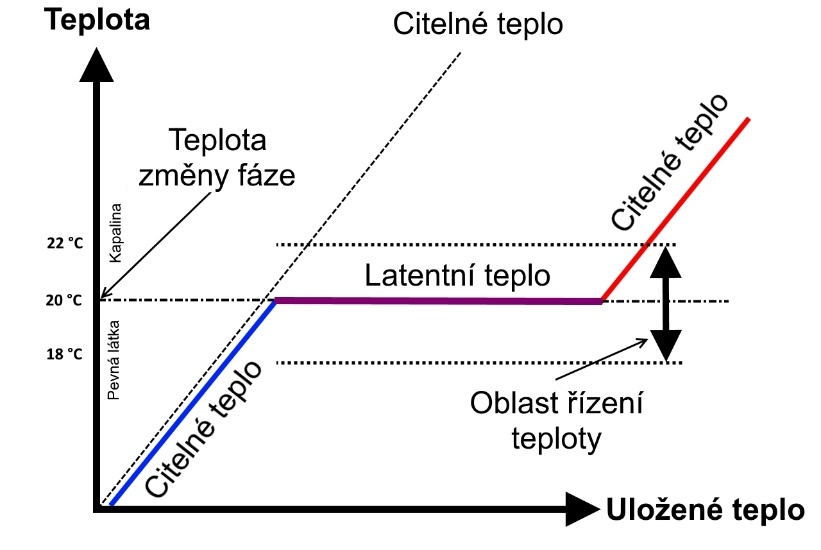 Teplota
Citelné teplo
Teplota
změny fáze
Citelné teplo
Kapalina
22 °C
Latentní teplo
20 °C
Pevná látka
18 °C
Citelné teplo
Oblast řízení
teploty
Uložené teplo